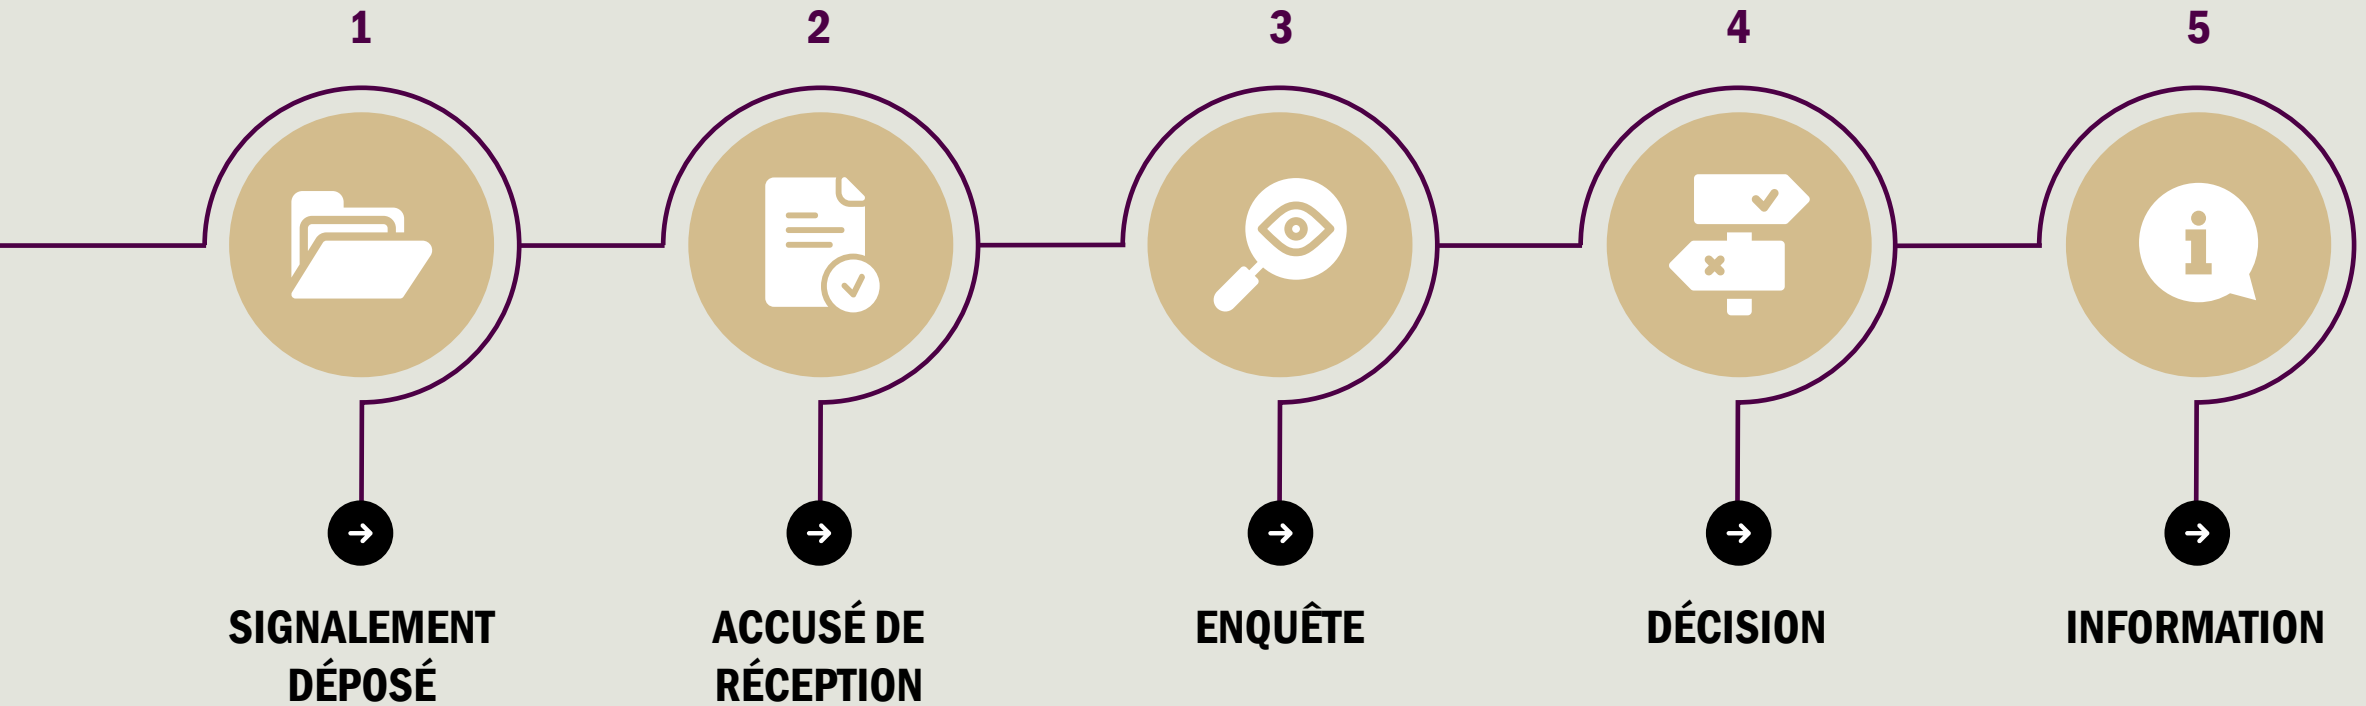 1
2
3
4
5
SIGNALEMENT
DÉPOSÉ
ACCUSÉ DE
RÉCEPTION
ENQUÊTE
DÉCISION
INFORMATION